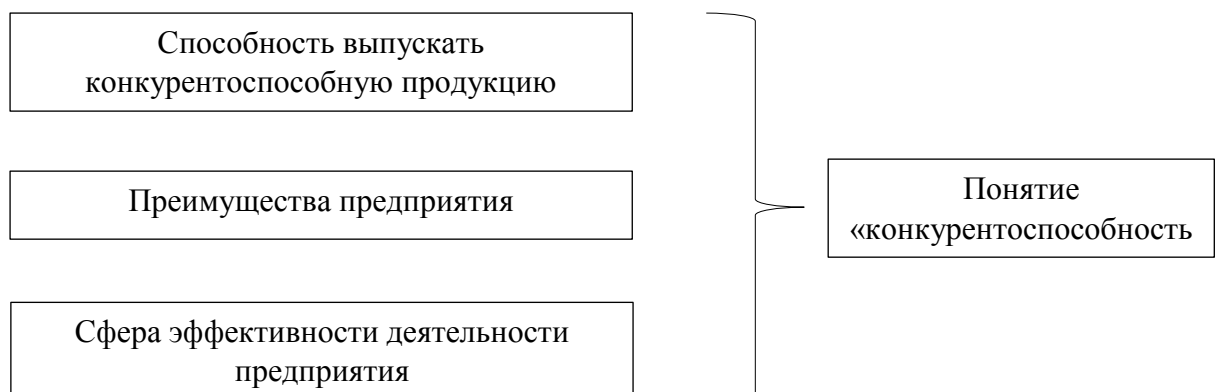 Способность выпускать
конкурентоспособную продукцию
Преимущества предприятия
Понятие
«конкурентоспособность
Сфера эффективности деятельности
предприятия